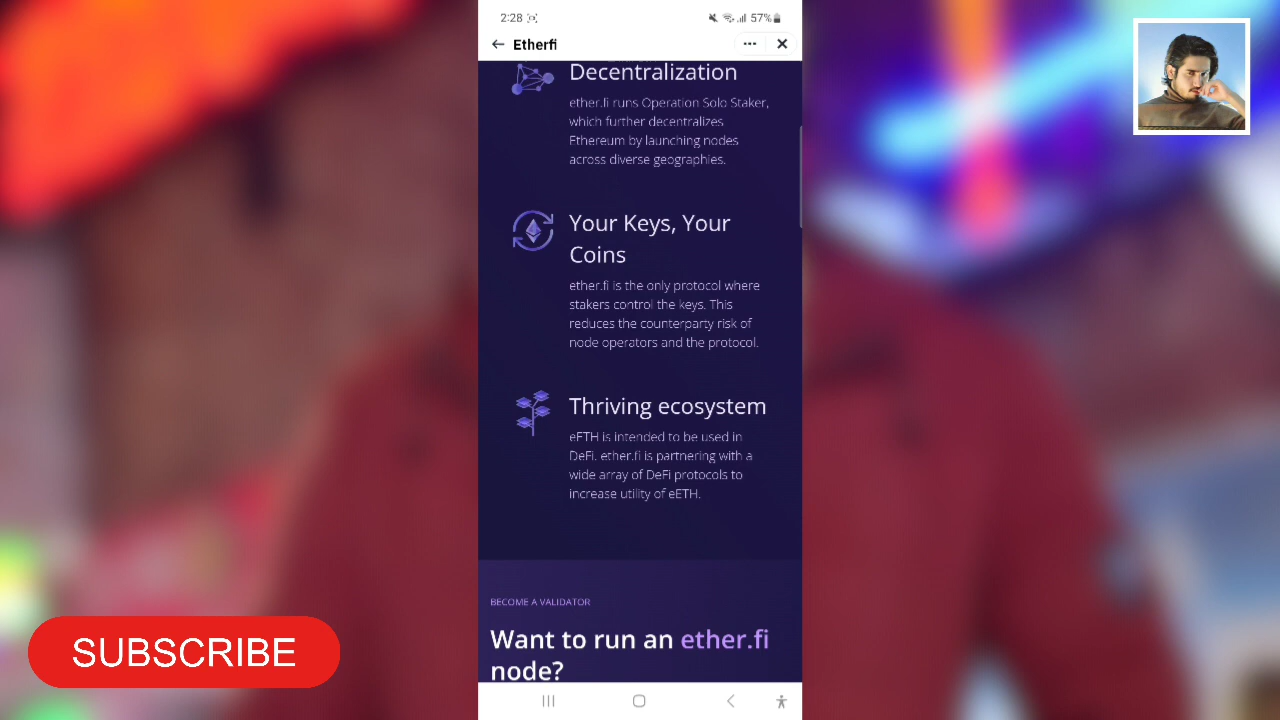 2:28
57%
Etherfi
Decentralization
ether.fi runs Operation Solo Staker,
which further decentralizes
Ethereum by launching nodes
across diverse geographies.
Your Keys, Your
Coins
ether.fi is the only protocol where
stakers control the keys. This
reduces the counterparty risk of
node operators and the protocol.
Thriving ecosystem
eETH is intended to be used in
DeFi. ether.fi is partnering with a
wide array of DeFi protocols to
increase utility of eETH.
BECOME A VALIDATOR
Want to run an ether.fi
node?
SUBSCRIBE